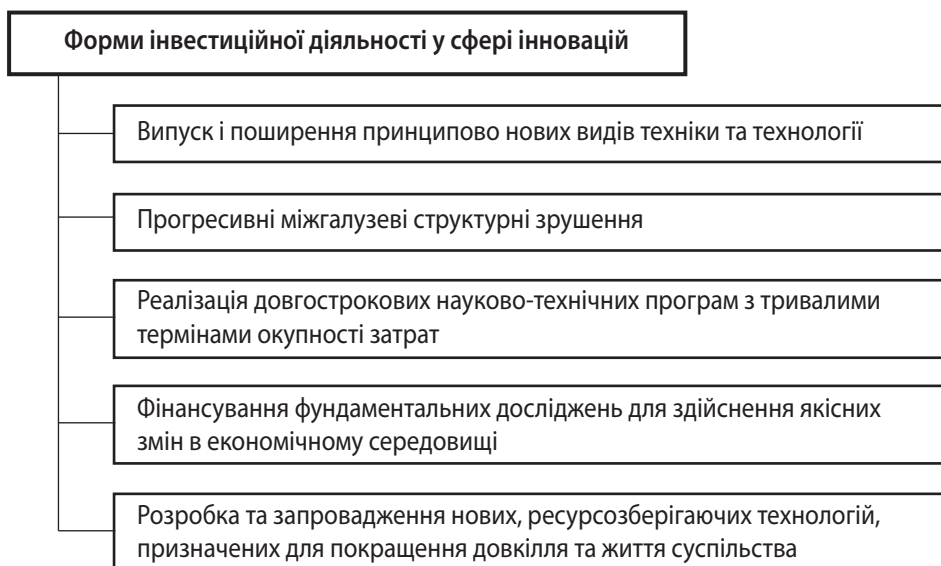 Форми інвестиційної діяльності у сфері інновацій
Випуск і поширення принципово нових видів техніки та технології
Прогресивні міжгалузеві структурні зрушення
Реалізація довгострокових науково-технічних програм з тривалими
термінами окупності затрат
Фінансування фундаментальних досліджень для здійснення якісних
змін в економічному середовищі
Розробка та запровадження нових, ресурсозберігаючих технологій,
призначених для покращення довкілля та життя суспільства